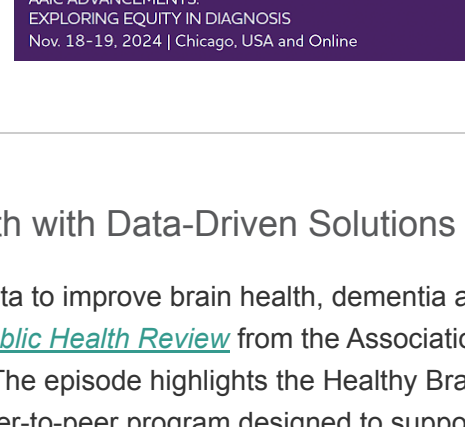 AAIC ADVANCEMENTS:
EXPLORING EQUITY IN DIAGNOSIS
Nov. 18-19, 2024 | Chicago, USA and Online
th with Data-Driven Solutions
ta to improve brain health, dementia a
blic Health Review from the Associatio
The episode highlights the Healthy Bra
er-to-peer program designed to suppo